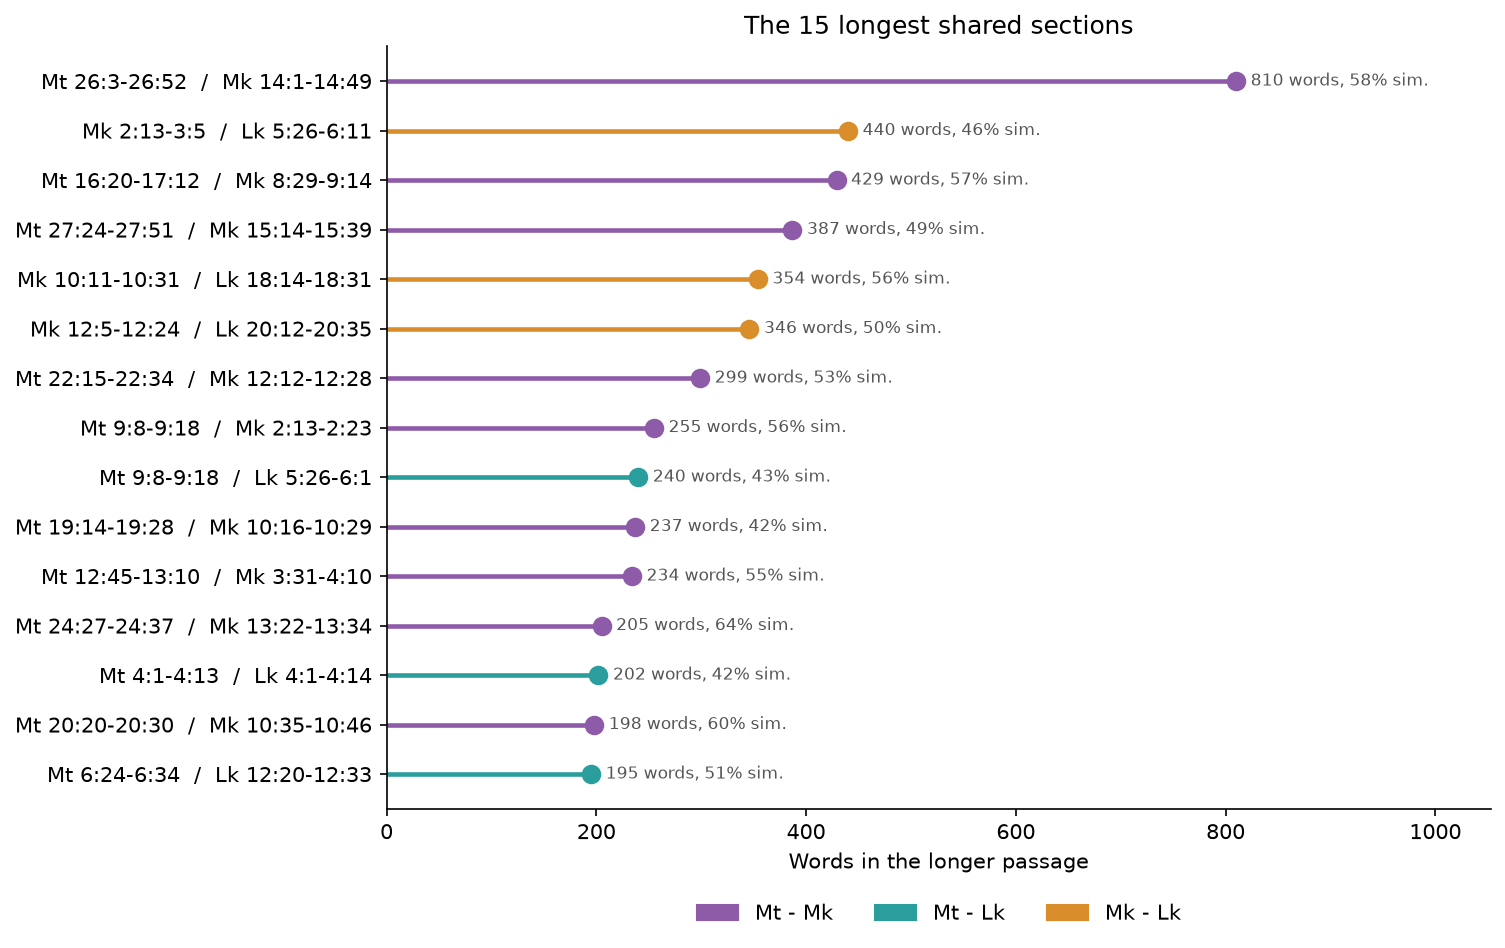 The 15 longest shared sections
Mt 26:3-26:52 / Mk 14:1-14:49 810 words, 58% sim.
Mk 2:13-3:5 / Lk 5:26-6:11 440 words, 46% sim.
Mt 16:20-17:12 / Mk 8:29-9:14 429 words, 57% sim.
Mt 27:24-27:51 / Mk 15:14-15:39 387 words, 49% sim.
Mk 10:11-10:31 / Lk 18:14-18:31 354 words, 56% sim.
Mk 12:5-12:24 / Lk 20:12-20:35 346 words, 50% sim.
Mt 22:15-22:34 / Mk 12:12-12:28 299 words, 53% sim.
Mt 9:8-9:18 / Mk 2:13-2:23 255 words, 56% sim.
Mt 9:8-9:18 / Lk 5:26-6:1 240 words, 43% sim.
Mt 19:14-19:28 / Mk 10:16-10:29 237 words, 42% sim.
Mt 12:45-13:10 / Mk 3:31-4:10 234 words, 55% sim.
Mt 24:27-24:37 / Mk 13:22-13:34 205 words, 64% sim.
Mt 4:1-4:13 / Lk 4:1-4:14 202 words, 42% sim.
Mt 20:20-20:30 / Mk 10:35-10:46 198 words, 60% sim.
Mt 6:24-6:34 / Lk 12:20-12:33 195 words, 51% sim.
0 200 400 600 800 1000
Words in the longer passage
Mt - Mk Mt - Lk Mk - Lk